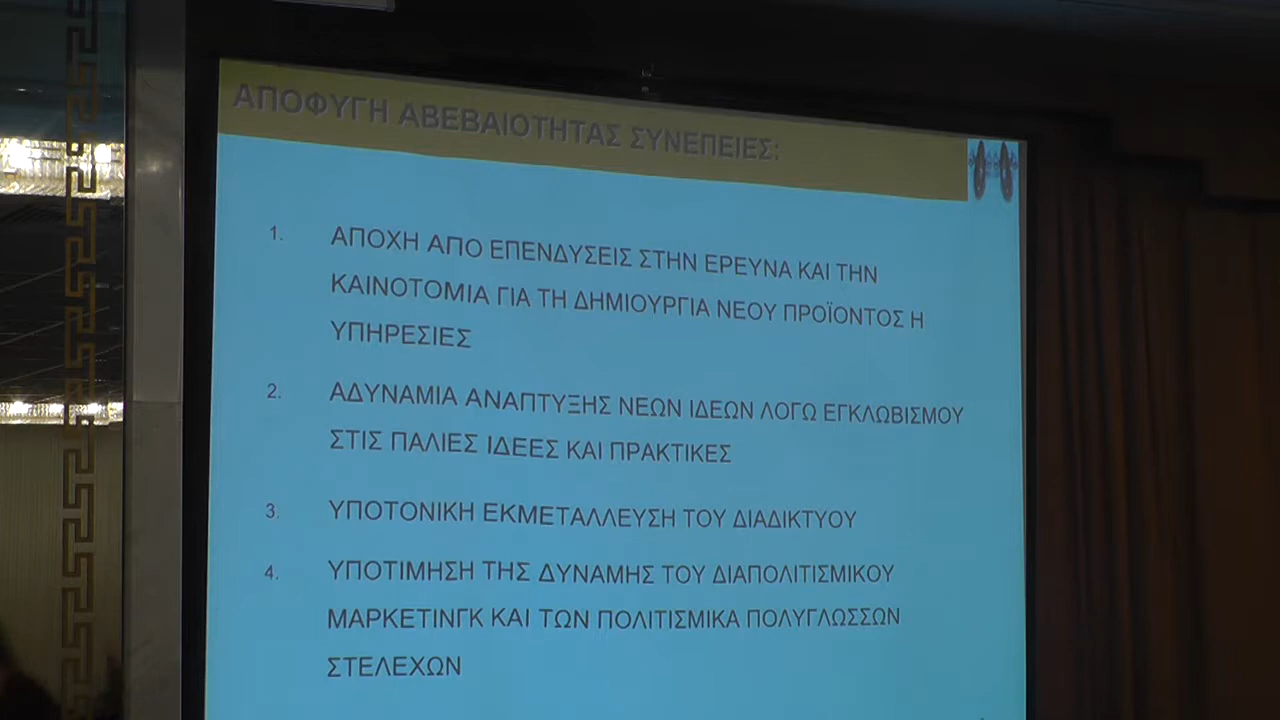 ΑΠΟΦΥΓΗ ΑΒΕΒΑΙΟΤΗΤΑΣ ΣΥΝΕΠΕΙΕΣ:
1. ΑΠΟΧΗ ΑΠΟ ΕΠΕΝΔΥΣΕΙΣ ΣΤΗΝ ΕΡΕΥΝΑ ΚΑΙ ΤΗΝ
ΚΑΙΝΟΤΟΜΙΑ ΓΙΑ ΤΗ ΔΗΜΙΟΥΡΓΙΑ ΝΕΟΥ ΠΡΟΪΟΝΤΟΣ Η
ΥΠΗΡΕΣΙΕΣ
2. ΑΔΥΝΑΜΙΑ ΑΝΑΠΤΥΞΗΣ ΝΕΩΝ ΙΔΕΩΝ ΛΟΓΩ ΕΓΚΛΩΒΙΣΜΟΥ
ΣΤΙΣ ΠΑΛΙΕΣ ΙΔΕΕΣ ΚΑΙ ΠΡΑΚΤΙΚΕΣ
3. ΥΠΟΤΟΝΙΚΗ ΕΚΜΕΤΑΛΛΕΥΣΗ ΤΟΥ ΔΙΑΔΙΚΤΥΟΥ
4. ΥΠΟΤΙΜΗΣΗ ΤΗΣ ΔΥΝΑΜΗΣ ΤΟΥ ΔΙΑΠΟΛΙΤΙΣΜΙΚΟΥ
ΜΑΡΚΕΤΙΝΓΚ ΚΑΙ ΤΩΝ ΠΟΛΙΤΙΣΜΙΚΑ ΠΟΛΥΓΛΩΣΣΩΝ
ΣΤΕΛΕΧΩΝ